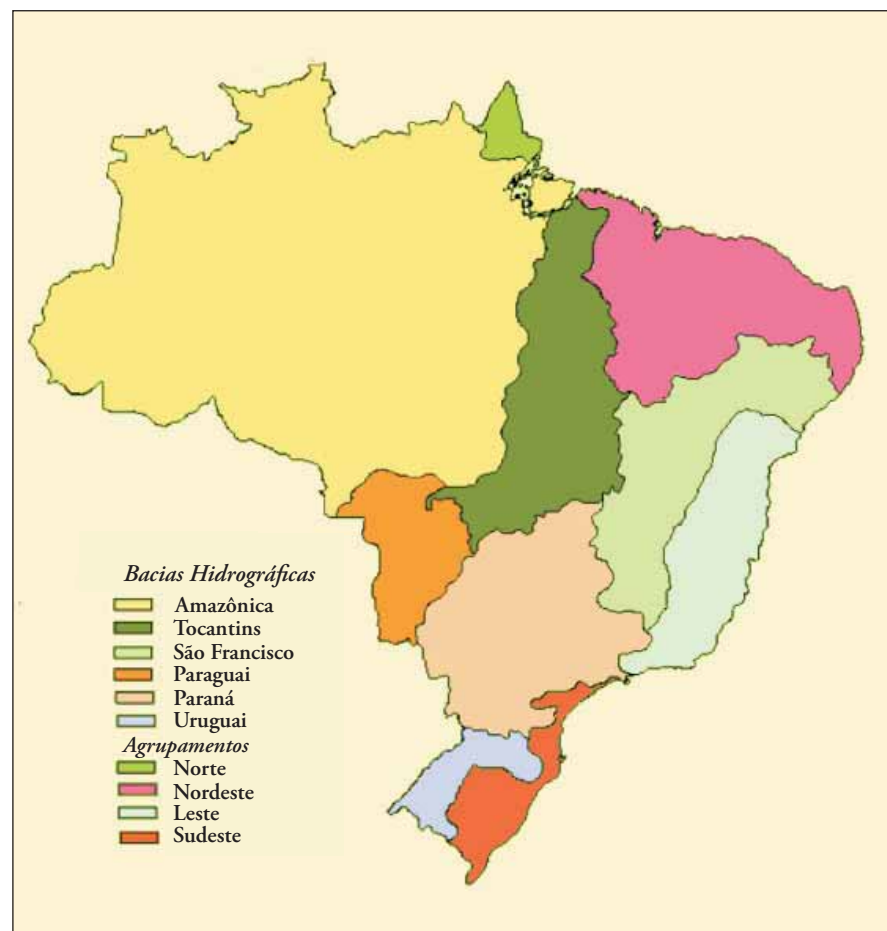 Bacias Hidrográficas
Amazônica
Tocantins
São Francisco
Paraguai
Paraná
Uruguai
Agrupamentos
Norte
Nordeste
Leste
Sudeste